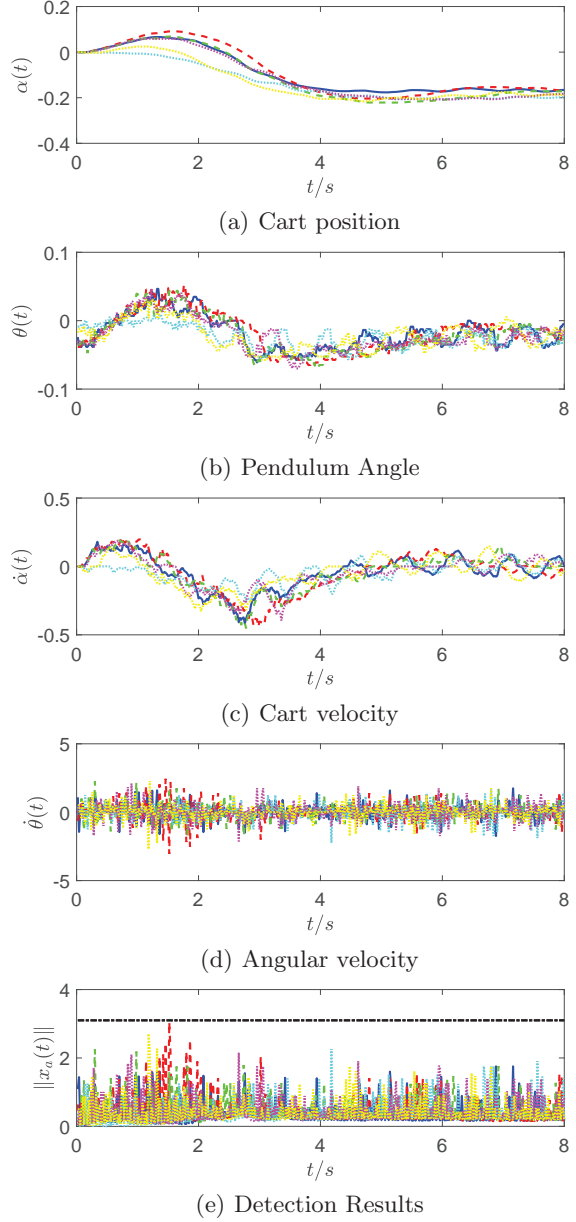 0.2
0
-0.2
-0.4
α(t)
0 2 4 6 8
t/s
(a) Cart position
0.1
0
-0.1
θ(t)
0 2 4 6 8
t/s
(b) Pendulum Angle
0.5
0
-0.5
α̇(t)
0 2 4 6 8
t/s
(c) Cart velocity
5
0
-5
θ̇(t)
0 2 4 6 8
t/s
(d) Angular velocity
4
2
0
||xₐ(t)||
0 2 4 6 8
t/s
(e) Detection Results